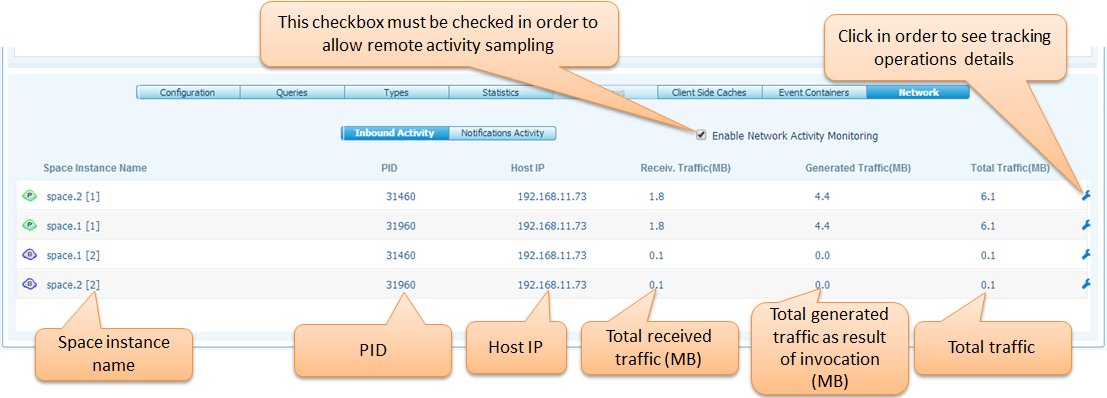 This checkbox must be checked in order to
allow remote activity sampling
Click in order to see tracking
operations details
Configuration Queries Types Statistics Client Side Caches Event Containers Network
Inbound Activity Notifications Activity Enable Network Activity Monitoring
Space Instance Name PID Host IP Receiv. Traffic(MB) Generated Traffic(MB) Total Traffic(MB)
P space.2 [1] 31460 192.168.11.73 1.8 4.4 6.1
P space.1 [1] 31960 192.168.11.73 1.8 4.4 6.1
B space.1 [2] 31460 192.168.11.73 0.1 0.0 0.1
B space.2 [2] 31960 192.168.11.73 0.1 0.0 0.1
Space instance
name
PID
Host IP
Total received
traffic (MB)
Total generated
traffic as result
of invocation
(MB)
Total traffic